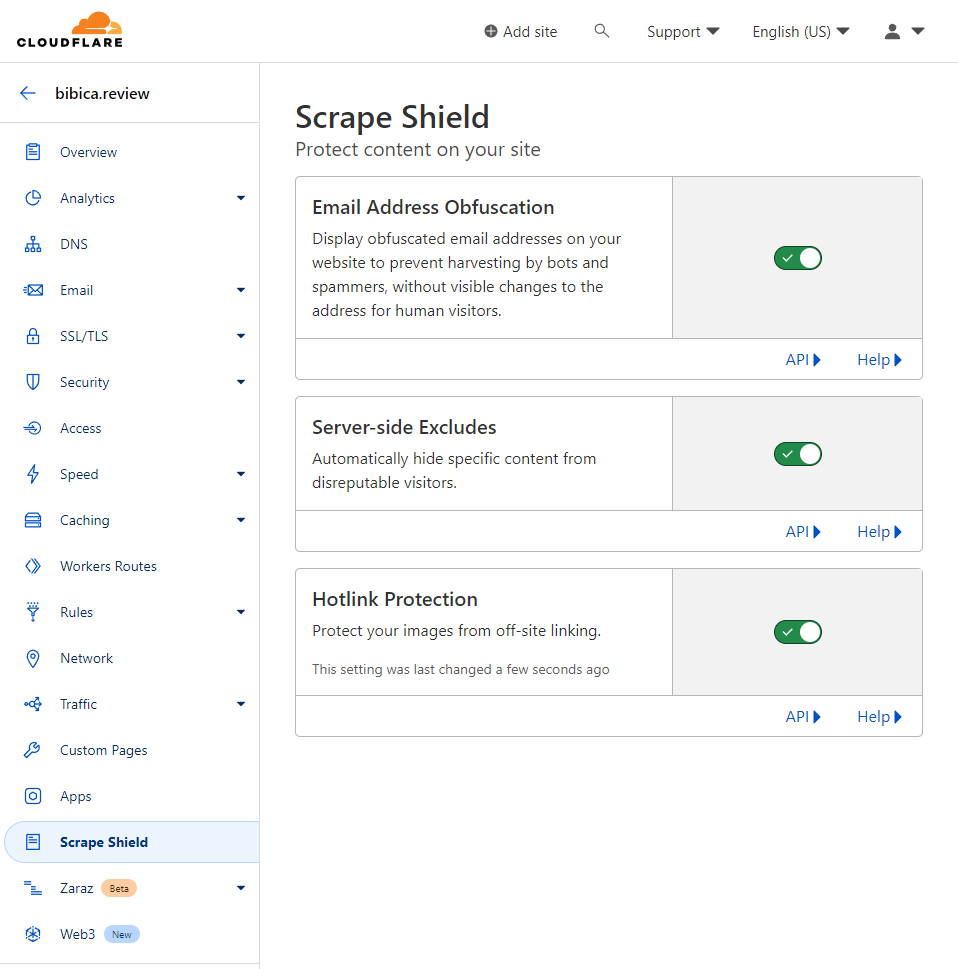 CLOUDFLARE
Add site
Support
English (US)
bibica.review
Overview
Analytics
DNS
Email
SSL/TLS
Security
Access
Speed
Caching
Workers Routes
Rules
Network
Traffic
Custom Pages
Apps
Scrape Shield
Zaraz Beta
Web3 New
Scrape Shield
Protect content on your site
Email Address Obfuscation
Display obfuscated email addresses on your
website to prevent harvesting by bots and
spammers, without visible changes to the
address for human visitors.
API Help
Server-side Excludes
Automatically hide specific content from
disreputable visitors.
API Help
Hotlink Protection
Protect your images from off-site linking.
This setting was last changed a few seconds ago
API Help